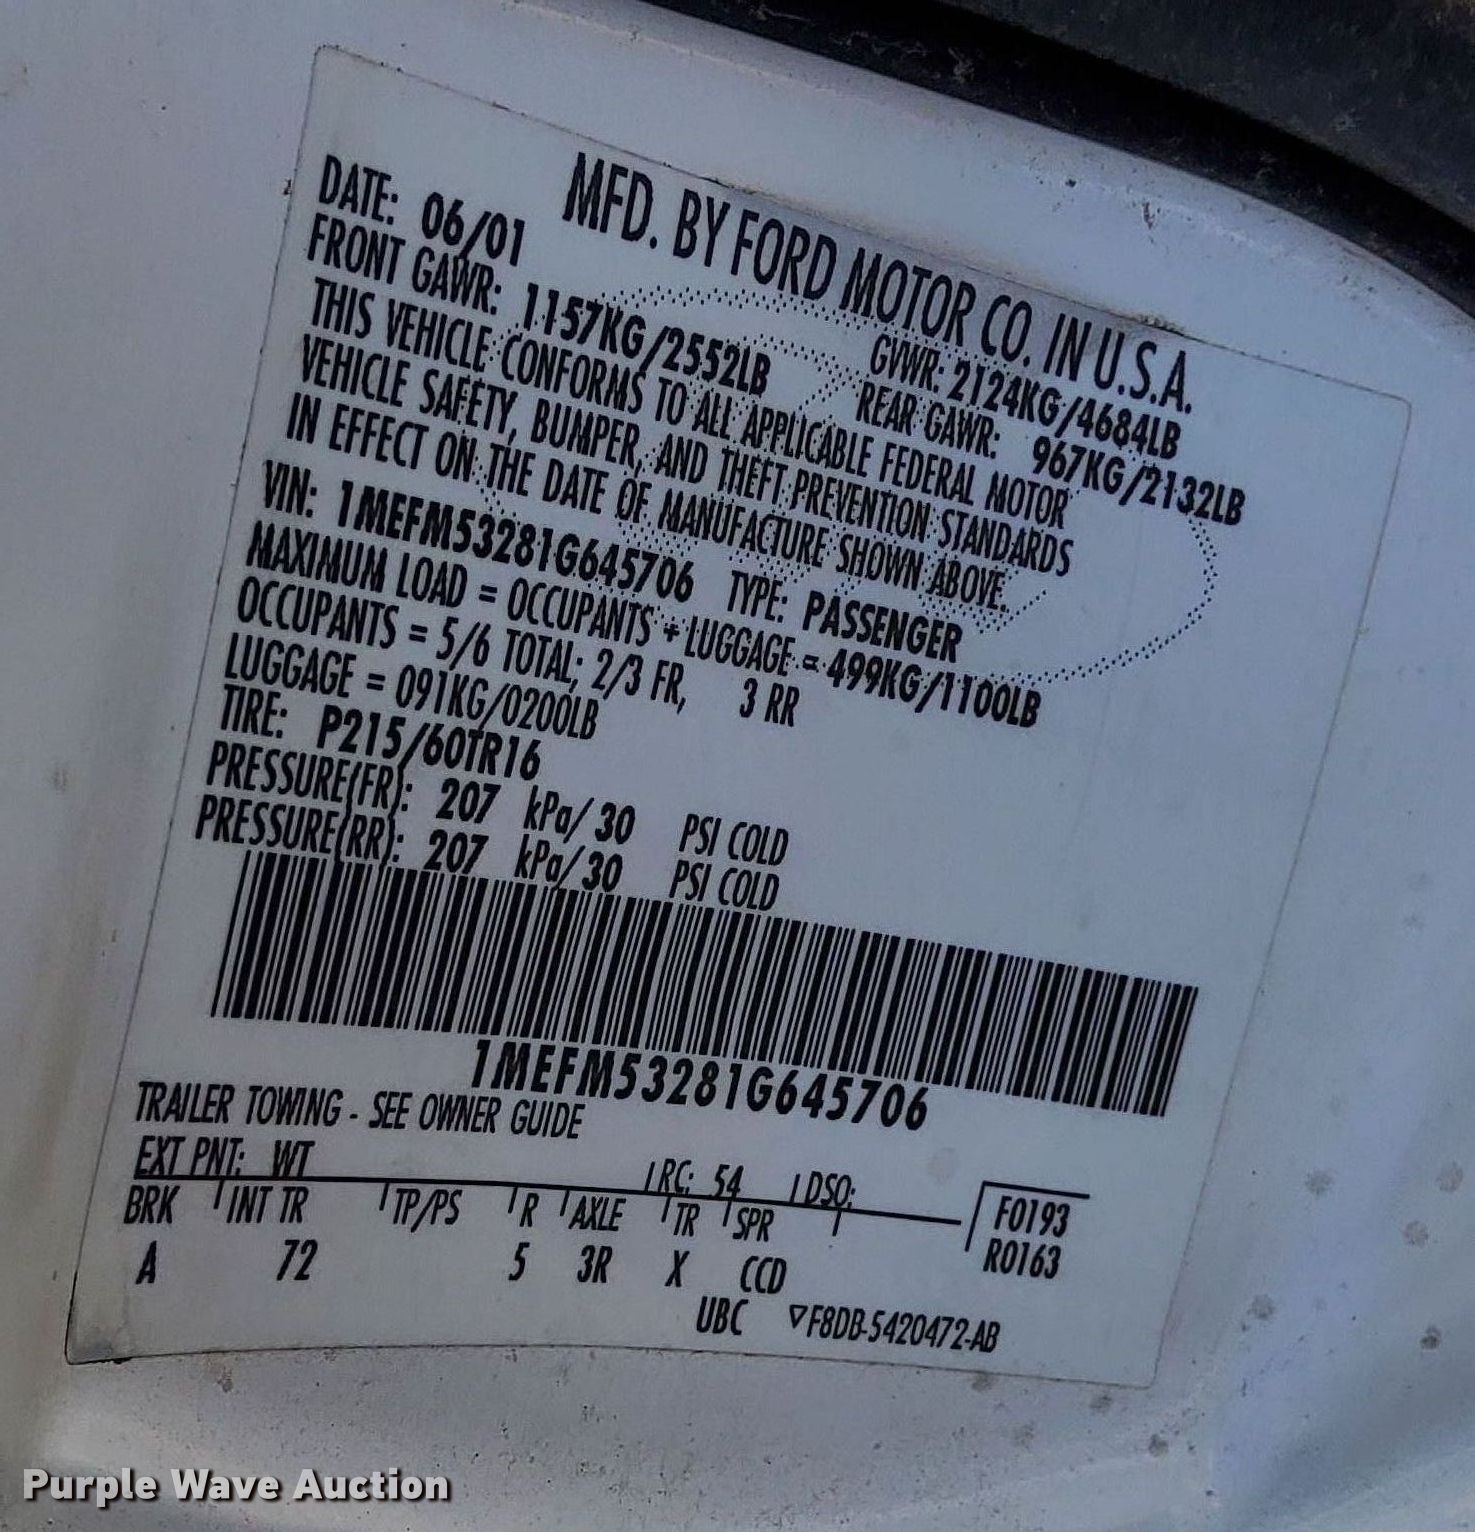 MFD. BY FORD MOTOR CO. IN U.S.A.
DATE: 06/01 GVWR: 2124KG/4684LB
FRONT GAWR: 1157KG/2552LB REAR GAWR: 967KG/2132LB
THIS VEHICLE CONFORMS TO ALL APPLICABLE FEDERAL MOTOR
VEHICLE SAFETY, BUMPER, AND THEFT PREVENTION STANDARDS
IN EFFECT ON THE DATE OF MANUFACTURE SHOWN ABOVE.
VIN: 1MEFM53281G645706 TYPE: PASSENGER
MAXIMUM LOAD = OCCUPANTS + LUGGAGE = 499KG/1100LB
OCCUPANTS = 5/6 TOTAL; 2/3 FR, 3 RR
LUGGAGE = 091KG/0200LB
TIRE: P215/60TR16
PRESSURE(FR): 207 kPa/30 PSI COLD
PRESSURE(RR): 207 kPa/30 PSI COLD
1MEFM53281G645706
TRAILER TOWING - SEE OWNER GUIDE
EXT PNT: WT RC: 54 DSO:
BRK INT TR TP/PS R AXLE TR SPR F0193
A 72 5 3R X CCD R0163
UBC ▽F8DB-5420472-AB
Purple Wave Auction